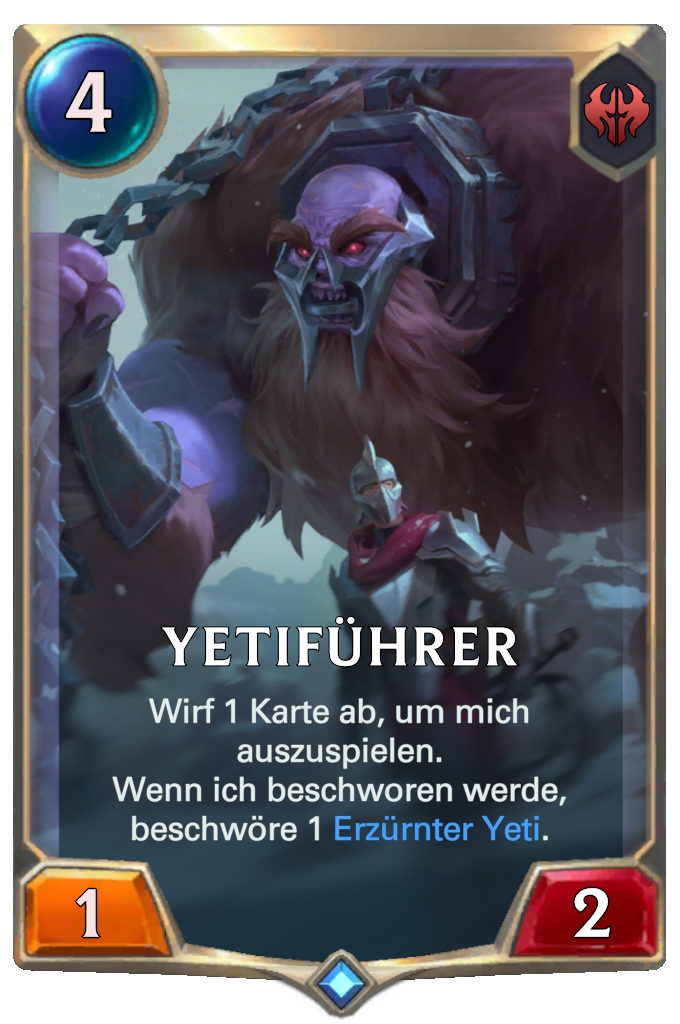 4
YETIFÜHRER
Wirf 1 Karte ab, um mich
auszuspielen.
Wenn ich beschworen werde,
beschwöre 1 Erzürnter Yeti.
1
2